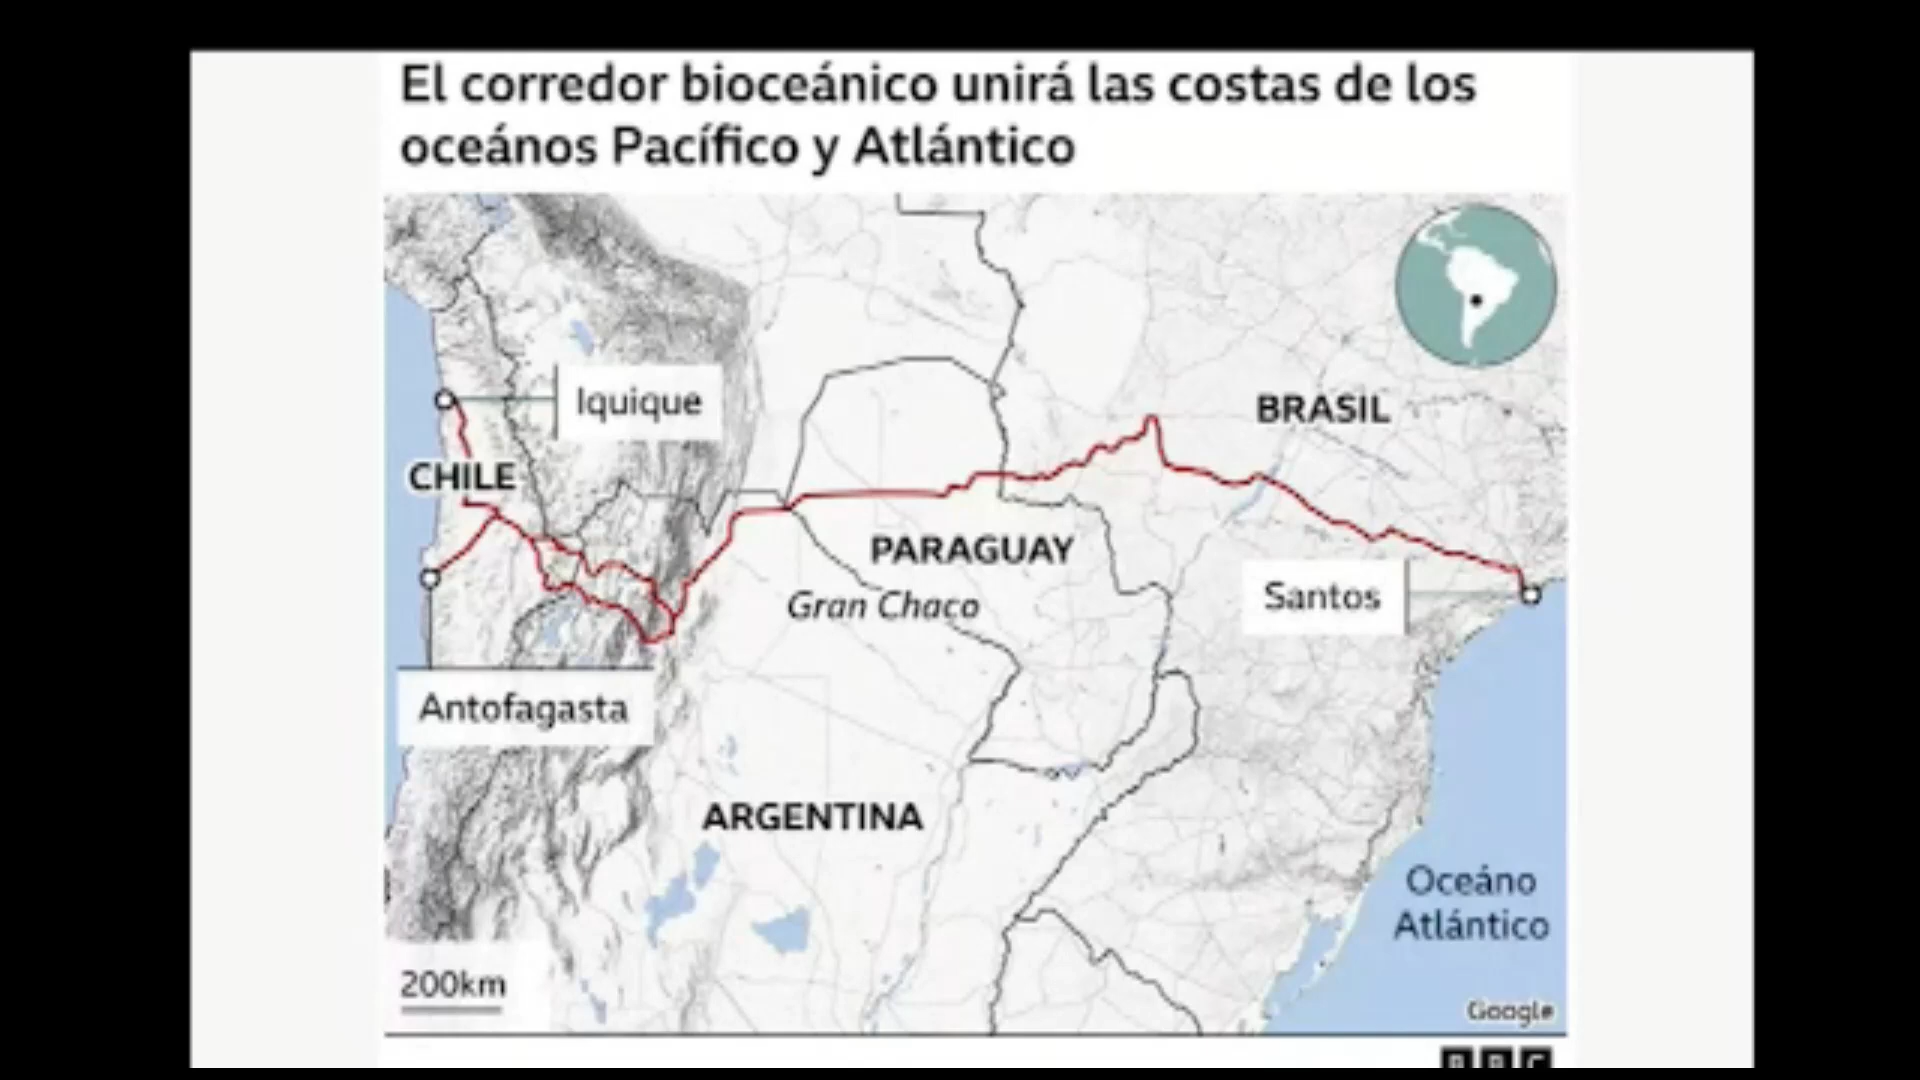 El corredor bioceánico unirá las costas de los
oceános Pacífico y Atlántico
Iquique
BRASIL
CHILE
PARAGUAY
Gran Chaco
Santos
Antofagasta
ARGENTINA
Oceáno
Atlántico
200km
Google
BBC